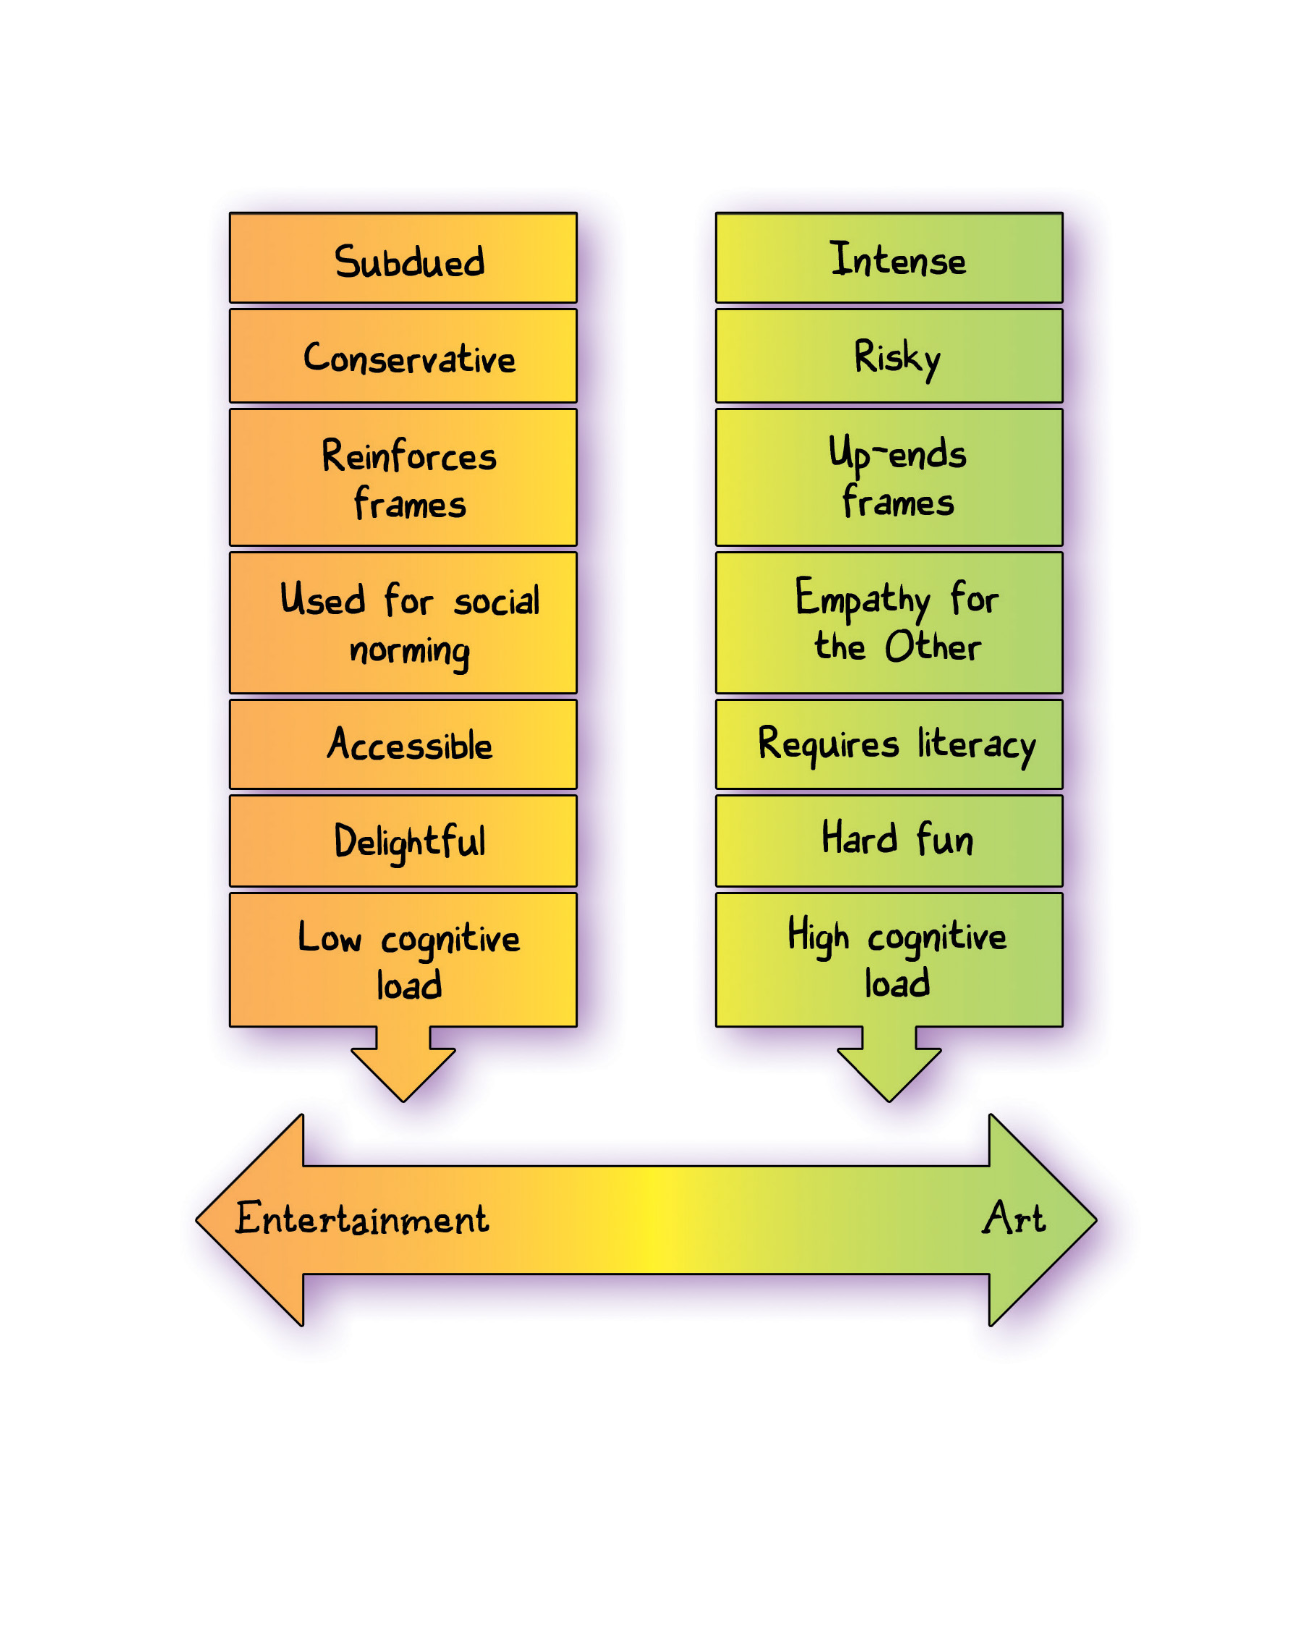 Subdued
Conservative
Reinforces
frames
Used for social
norming
Accessible
Delightful
Low cognitive
load
Intense
Risky
Up-ends
frames
Empathy for
the Other
Requires literacy
Hard fun
High cognitive
load
Entertainment
Art